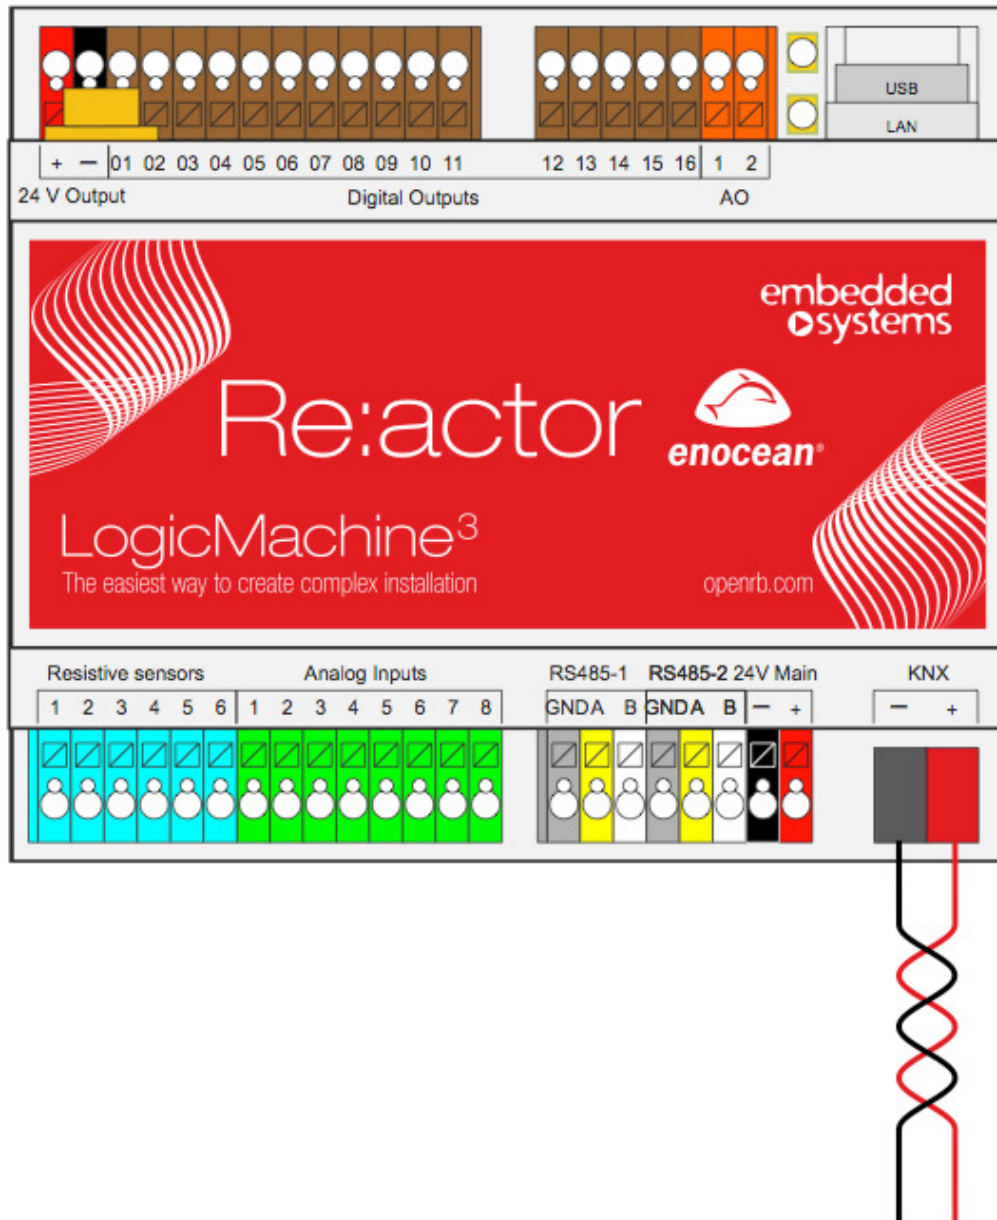 USB
LAN
+ — 01 02 03 04 05 06 07 08 09 10 11 12 13 14 15 16 1 2
24 V Output Digital Outputs AO
embedded
systems
Re:actor
enocean®
LogicMachine³
The easiest way to create complex installation
openrb.com
Resistive sensors Analog Inputs RS485-1 RS485-2 24V Main KNX
1 2 3 4 5 6 1 2 3 4 5 6 7 8 GND A B GND A B — + — +